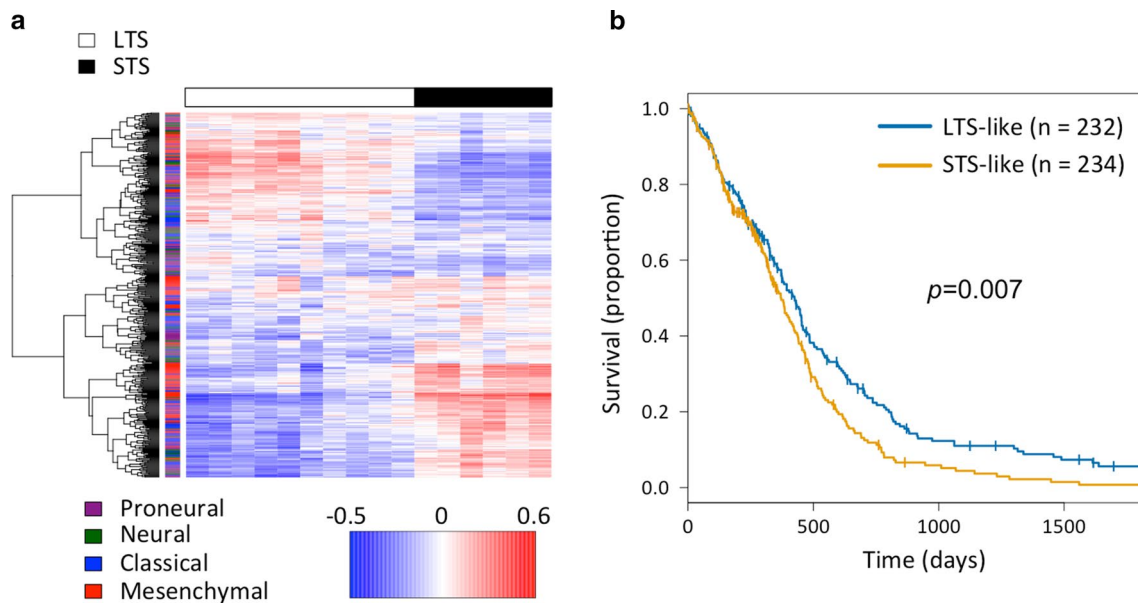 a
LTS
STS
Proneural
Neural
Classical
Mesenchymal
-0.5 0 0.6
b
1.0
0.8
0.6
0.4
0.2
0.0
Survival (proportion)
LTS-like (n = 232)
STS-like (n = 234)
p=0.007
0 500 1000 1500
Time (days)